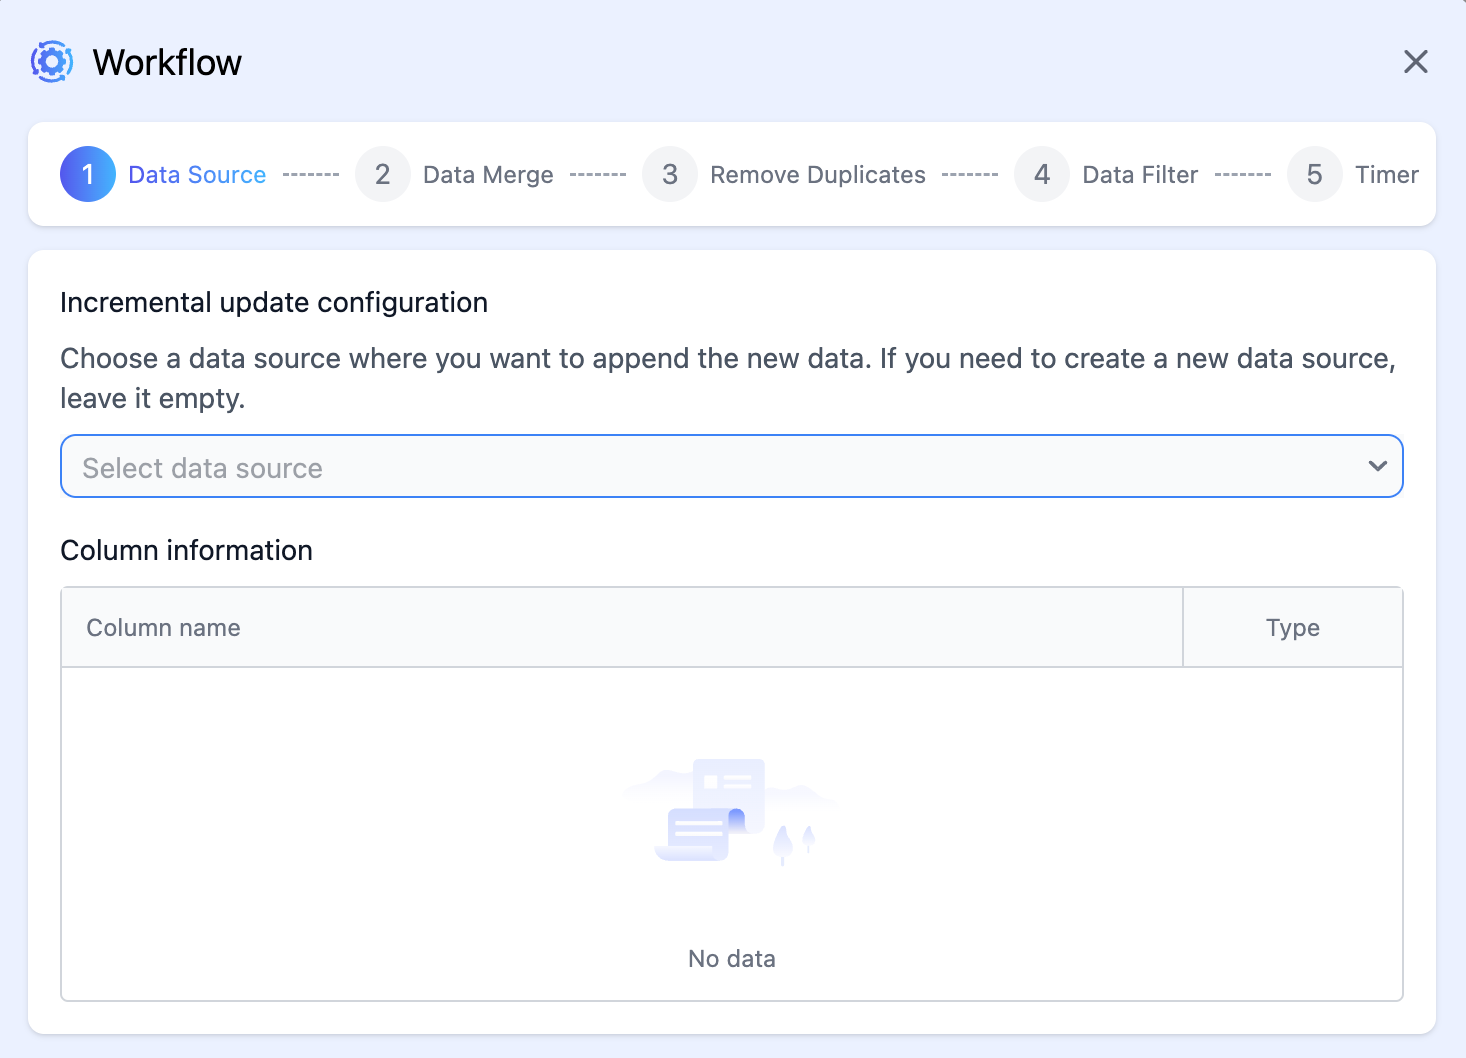 Workflow
1 Data Source 2 Data Merge 3 Remove Duplicates 4 Data Filter 5 Timer
Incremental update configuration
Choose a data source where you want to append the new data. If you need to create a new data source,
leave it empty.
Select data source
Column information
Column name Type
No data